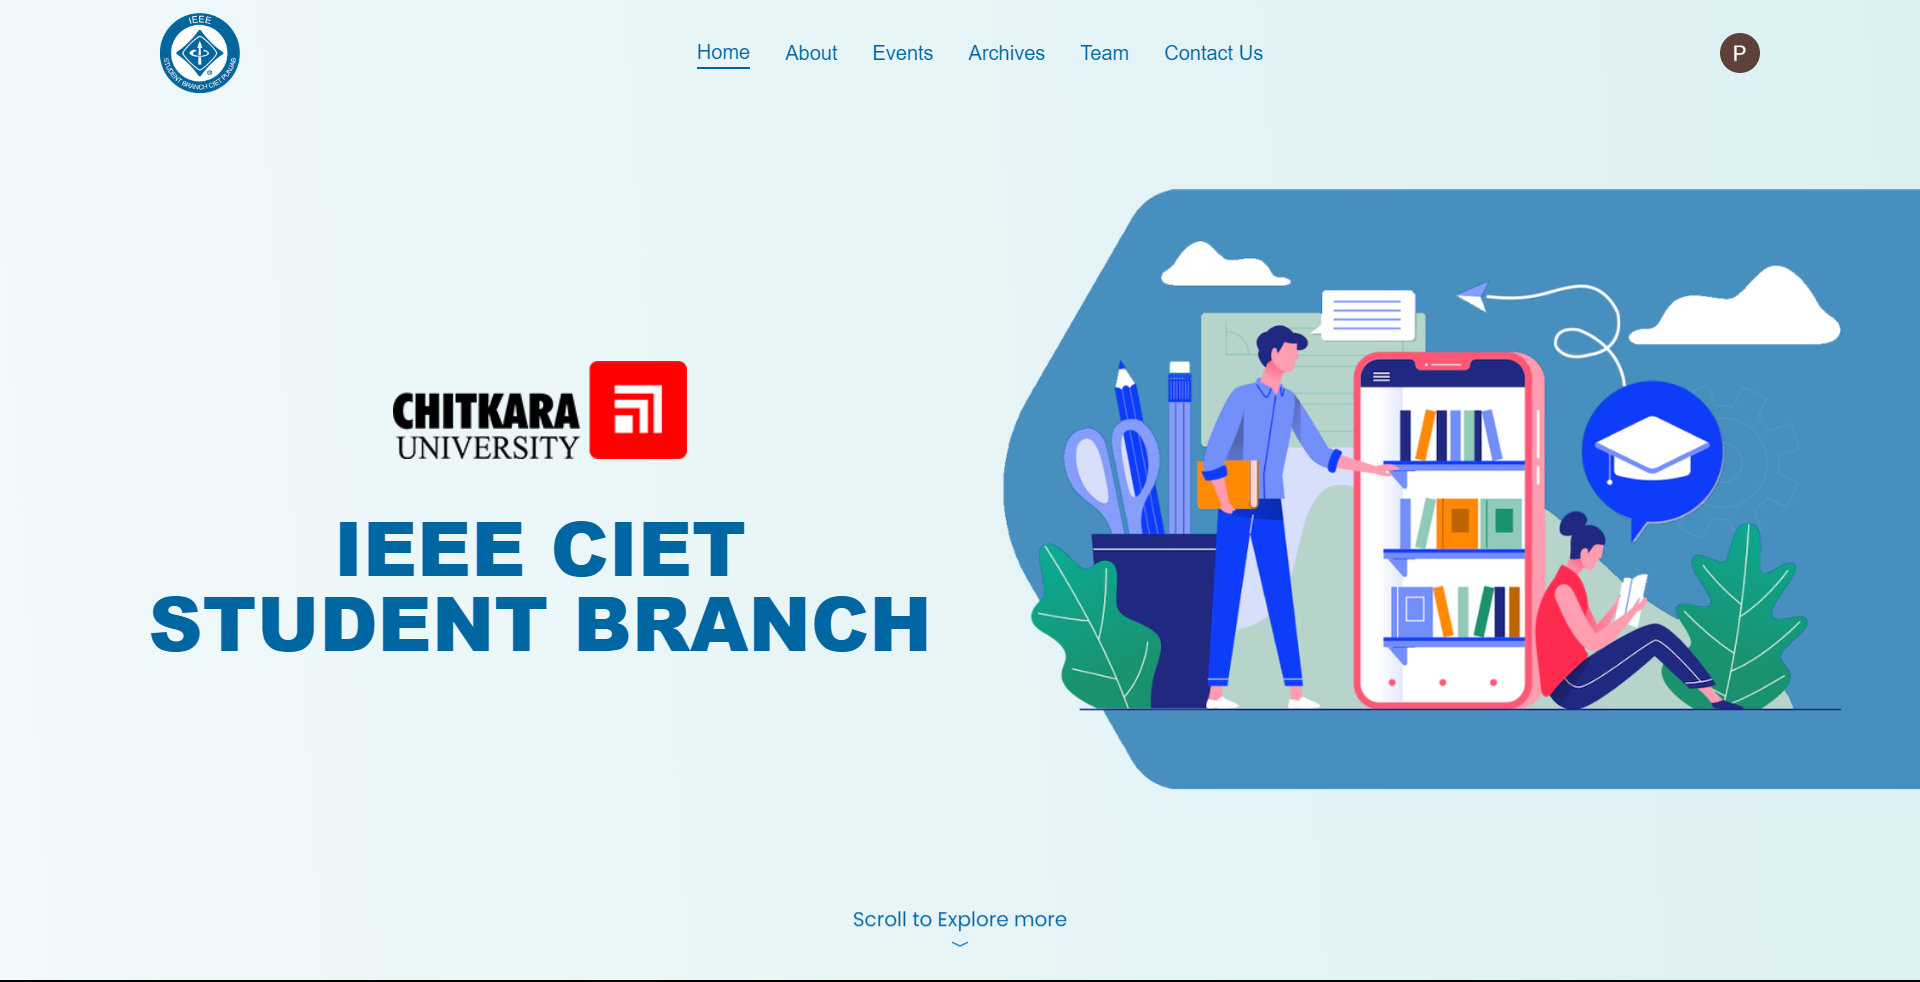 IEEE
STUDENT BRANCH CIET PUNJAB
Home About Events Archives Team Contact Us
P
CHITKARA
UNIVERSITY
IEEE CIET
STUDENT BRANCH
Scroll to Explore more